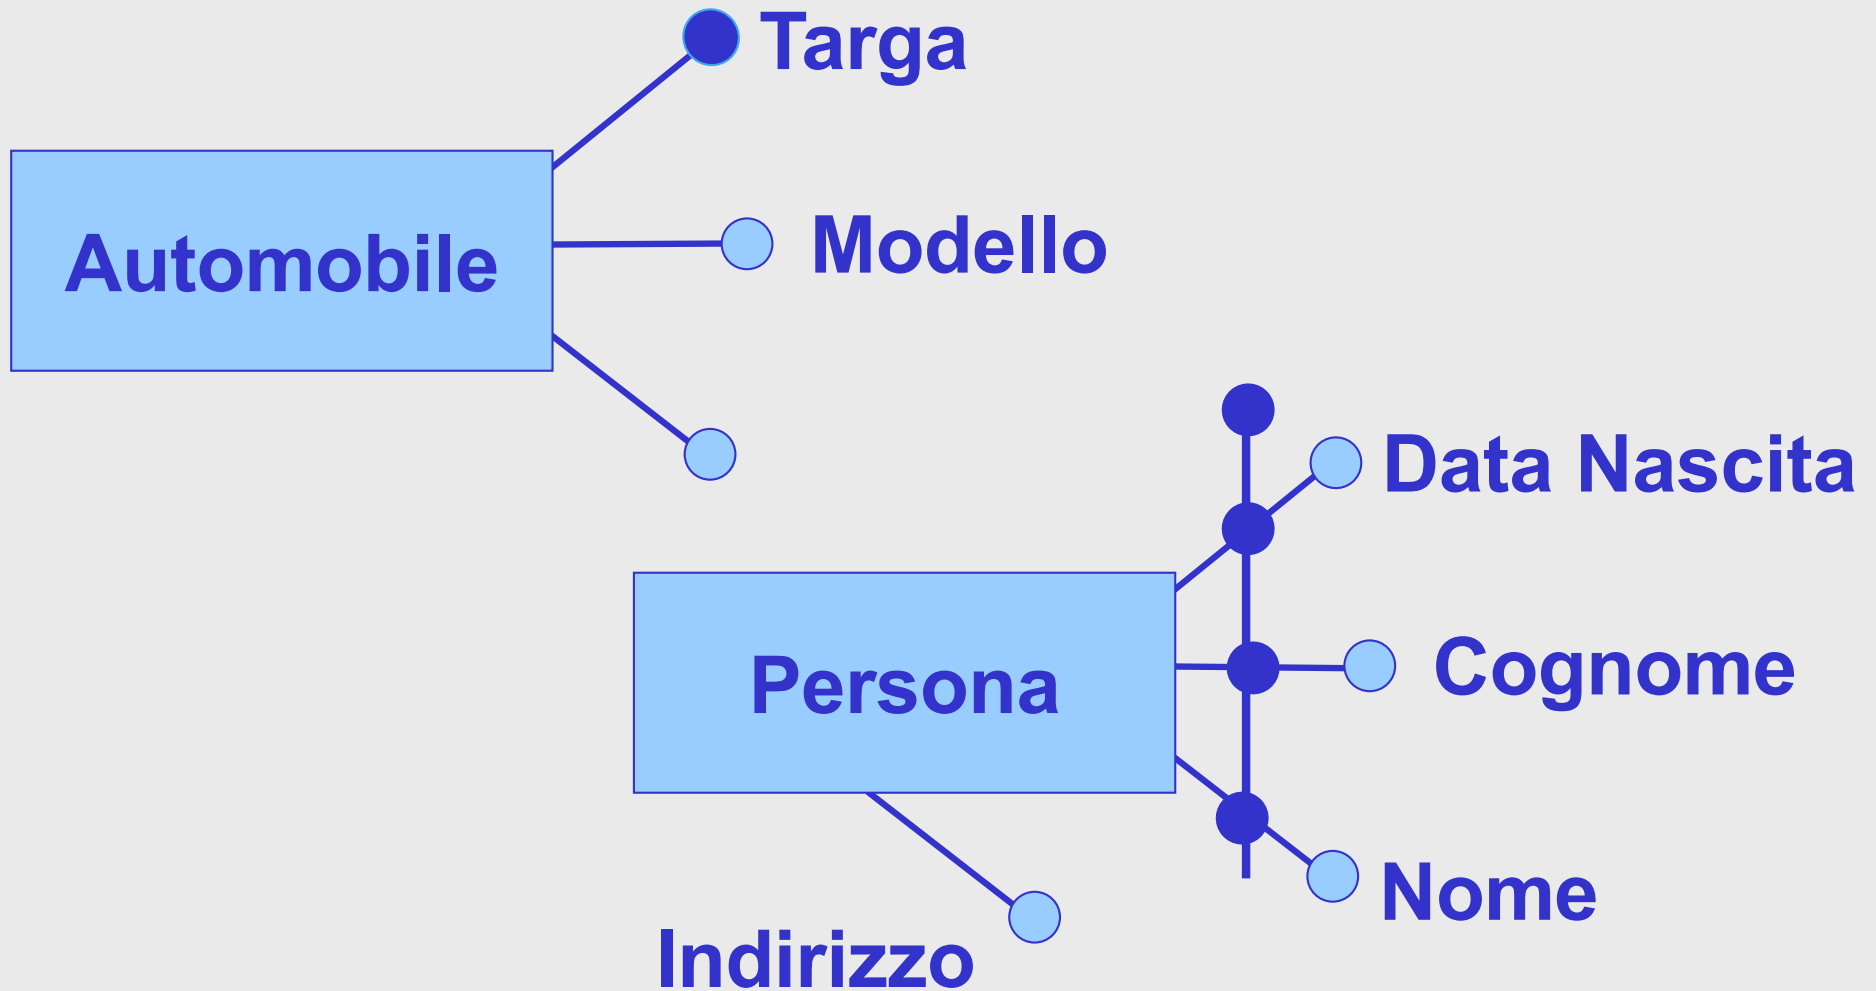 Targa
Automobile
Modello
Data Nascita
Persona
Cognome
Nome
Indirizzo